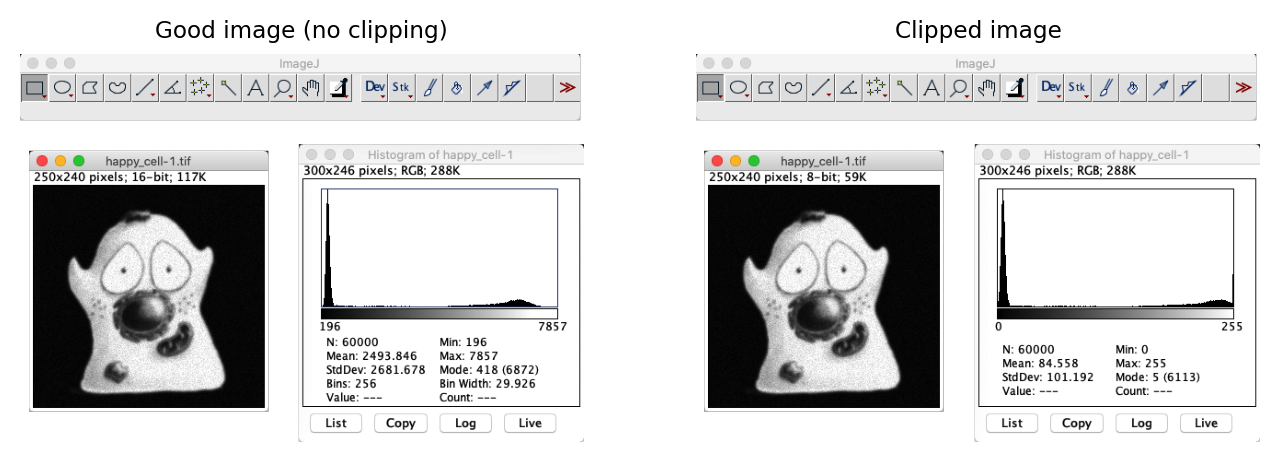 Good image (no clipping)
ImageJ
Dev Stk
happy_cell-1.tif
250x240 pixels; 16-bit; 117K
Histogram of happy_cell-1
300x246 pixels; RGB; 288K
196 7857
N: 60000 Min: 196
Mean: 2493.846 Max: 7857
StdDev: 2681.678 Mode: 418 (6872)
Bins: 256 Bin Width: 29.926
Value: --- Count: ---
List Copy Log Live
Clipped image
ImageJ
Dev Stk
happy_cell-1.tif
250x240 pixels; 8-bit; 59K
Histogram of happy_cell-1
300x246 pixels; RGB; 288K
0 255
N: 60000 Min: 0
Mean: 84.558 Max: 255
StdDev: 101.192 Mode: 5 (6113)
Value: --- Count: ---
List Copy Log Live